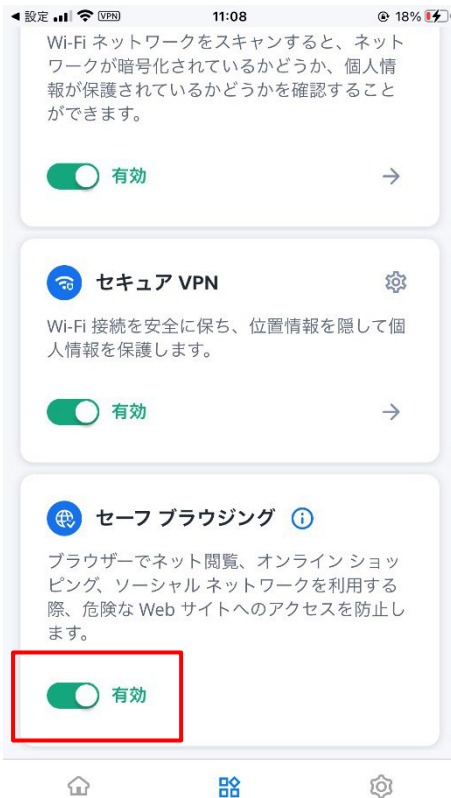 設定 VPN 11:08 18%
Wi-Fi ネットワークをスキャンすると、ネット
ワークが暗号化されているかどうか、個人情
報が保護されているかどうかを確認すること
ができます。
有効
セキュア VPN
Wi-Fi 接続を安全に保ち、位置情報を隠して個
人情報を保護します。
有効
セーフ ブラウジング
ブラウザーでネット閲覧、オンライン ショッ
ピング、ソーシャル ネットワークを利用する
際、危険な Web サイトへのアクセスを防止し
ます。
有効